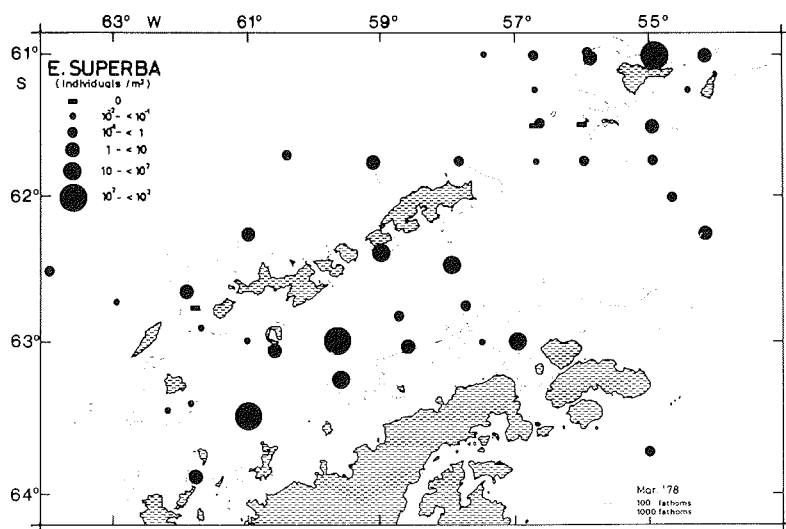 63° W 61° 59° 57° 55°
61°
S
E. SUPERBA
(Individuals /m²)
0
10⁻²- <10⁻¹
10⁻¹- < 1
1 - <10
10 - <10²
10² - <10³
62°
63°
64°
Mar. '78
100 fathoms
1000 fathoms